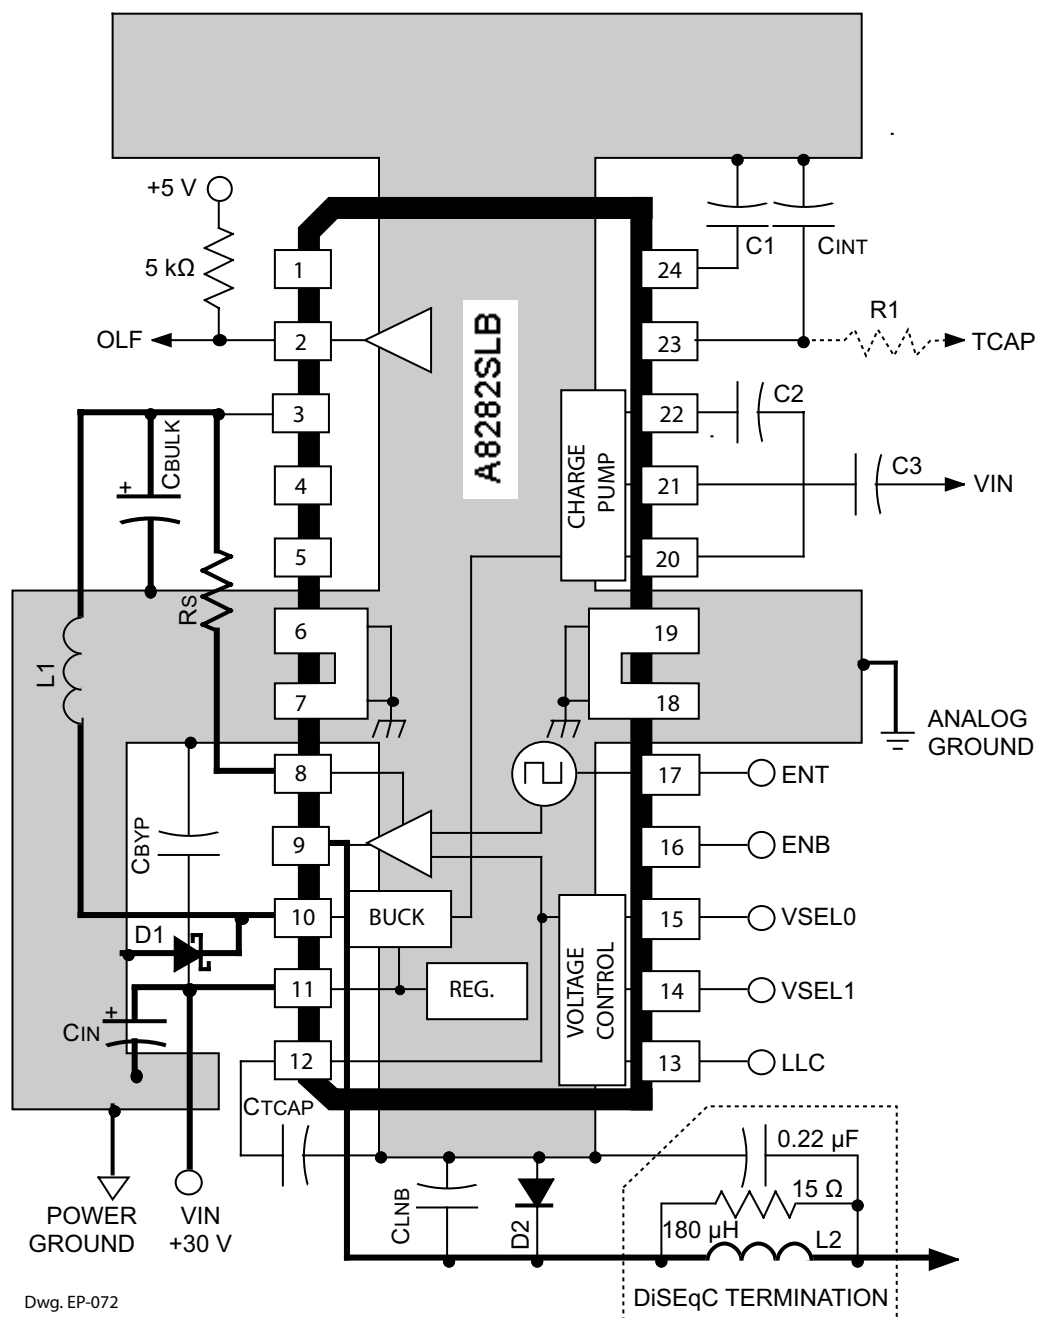 +5 V
5 kΩ
OLF
1
2
3
4
5
6
7
8
9
10
11
12
24
23
22
21
20
19
18
17
16
15
14
13
A8282SLB
C1
CINT
R1
TCAP
C2
C3
VIN
CHARGE
PUMP
CBULK
+
RS
L1
ANALOG
GROUND
ENT
ENB
VSEL0
VSEL1
LLC
CBYP
D1
BUCK
REG.
VOLTAGE
CONTROL
CIN
+
CTCAP
POWER
GROUND
VIN
+30 V
CLNB
D2
0.22 µF
15 Ω
180 µH
L2
DiSEqC TERMINATION
Dwg. EP-072